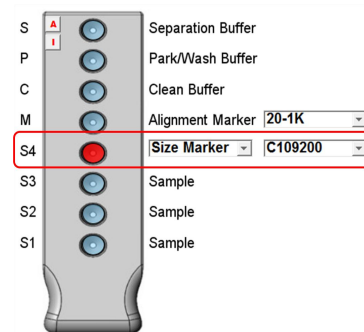 S A Separation Buffer
I
P Park/Wash Buffer
C Clean Buffer
M Alignment Marker 20-1K
S4 Size Marker C109200
S3 Sample
S2 Sample
S1 Sample